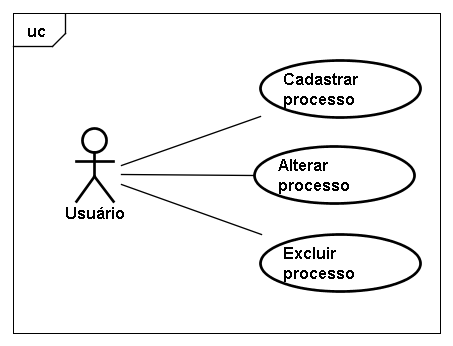 uc
Cadastrar
processo
Alterar
processo
Usuário
Excluir
processo